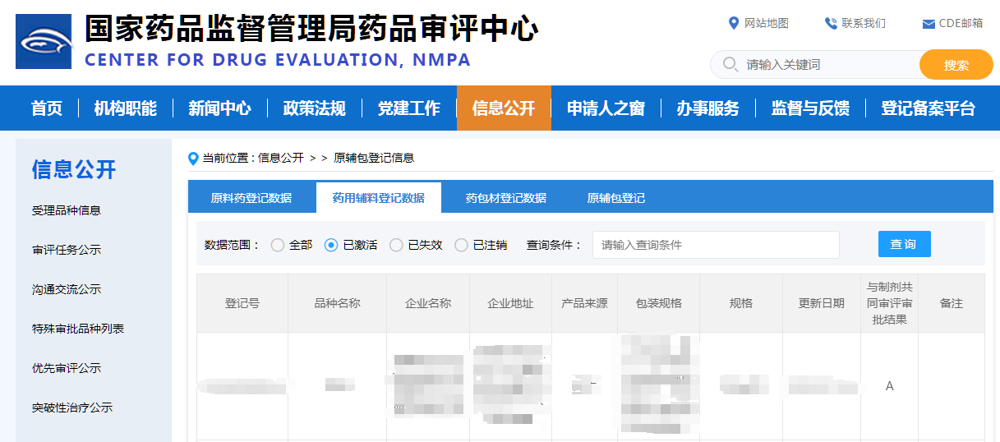 国家药品监督管理局药品审评中心
CENTER FOR DRUG EVALUATION, NMPA
网站地图 联系我们 CDE邮箱
请输入关键词 搜索
首页 机构职能 新闻中心 政策法规 党建工作 信息公开 申请人之窗 办事服务 监督与反馈 登记备案平台
信息公开
受理品种信息
审评任务公示
沟通交流公示
特殊审批品种列表
优先审评公示
突破性治疗公示
当前位置:信息公开 > > 原辅包登记信息
原料药登记数据 药用辅料登记数据 药包材登记数据 原辅包登记
数据范围： 全部 已激活 已失效 已注销 查询条件： 请输入查询条件 查 询
登记号 品种名称 企业名称 企业地址 产品来源 包装规格 规格 更新日期 与制剂共同审评审批结果 备注
A